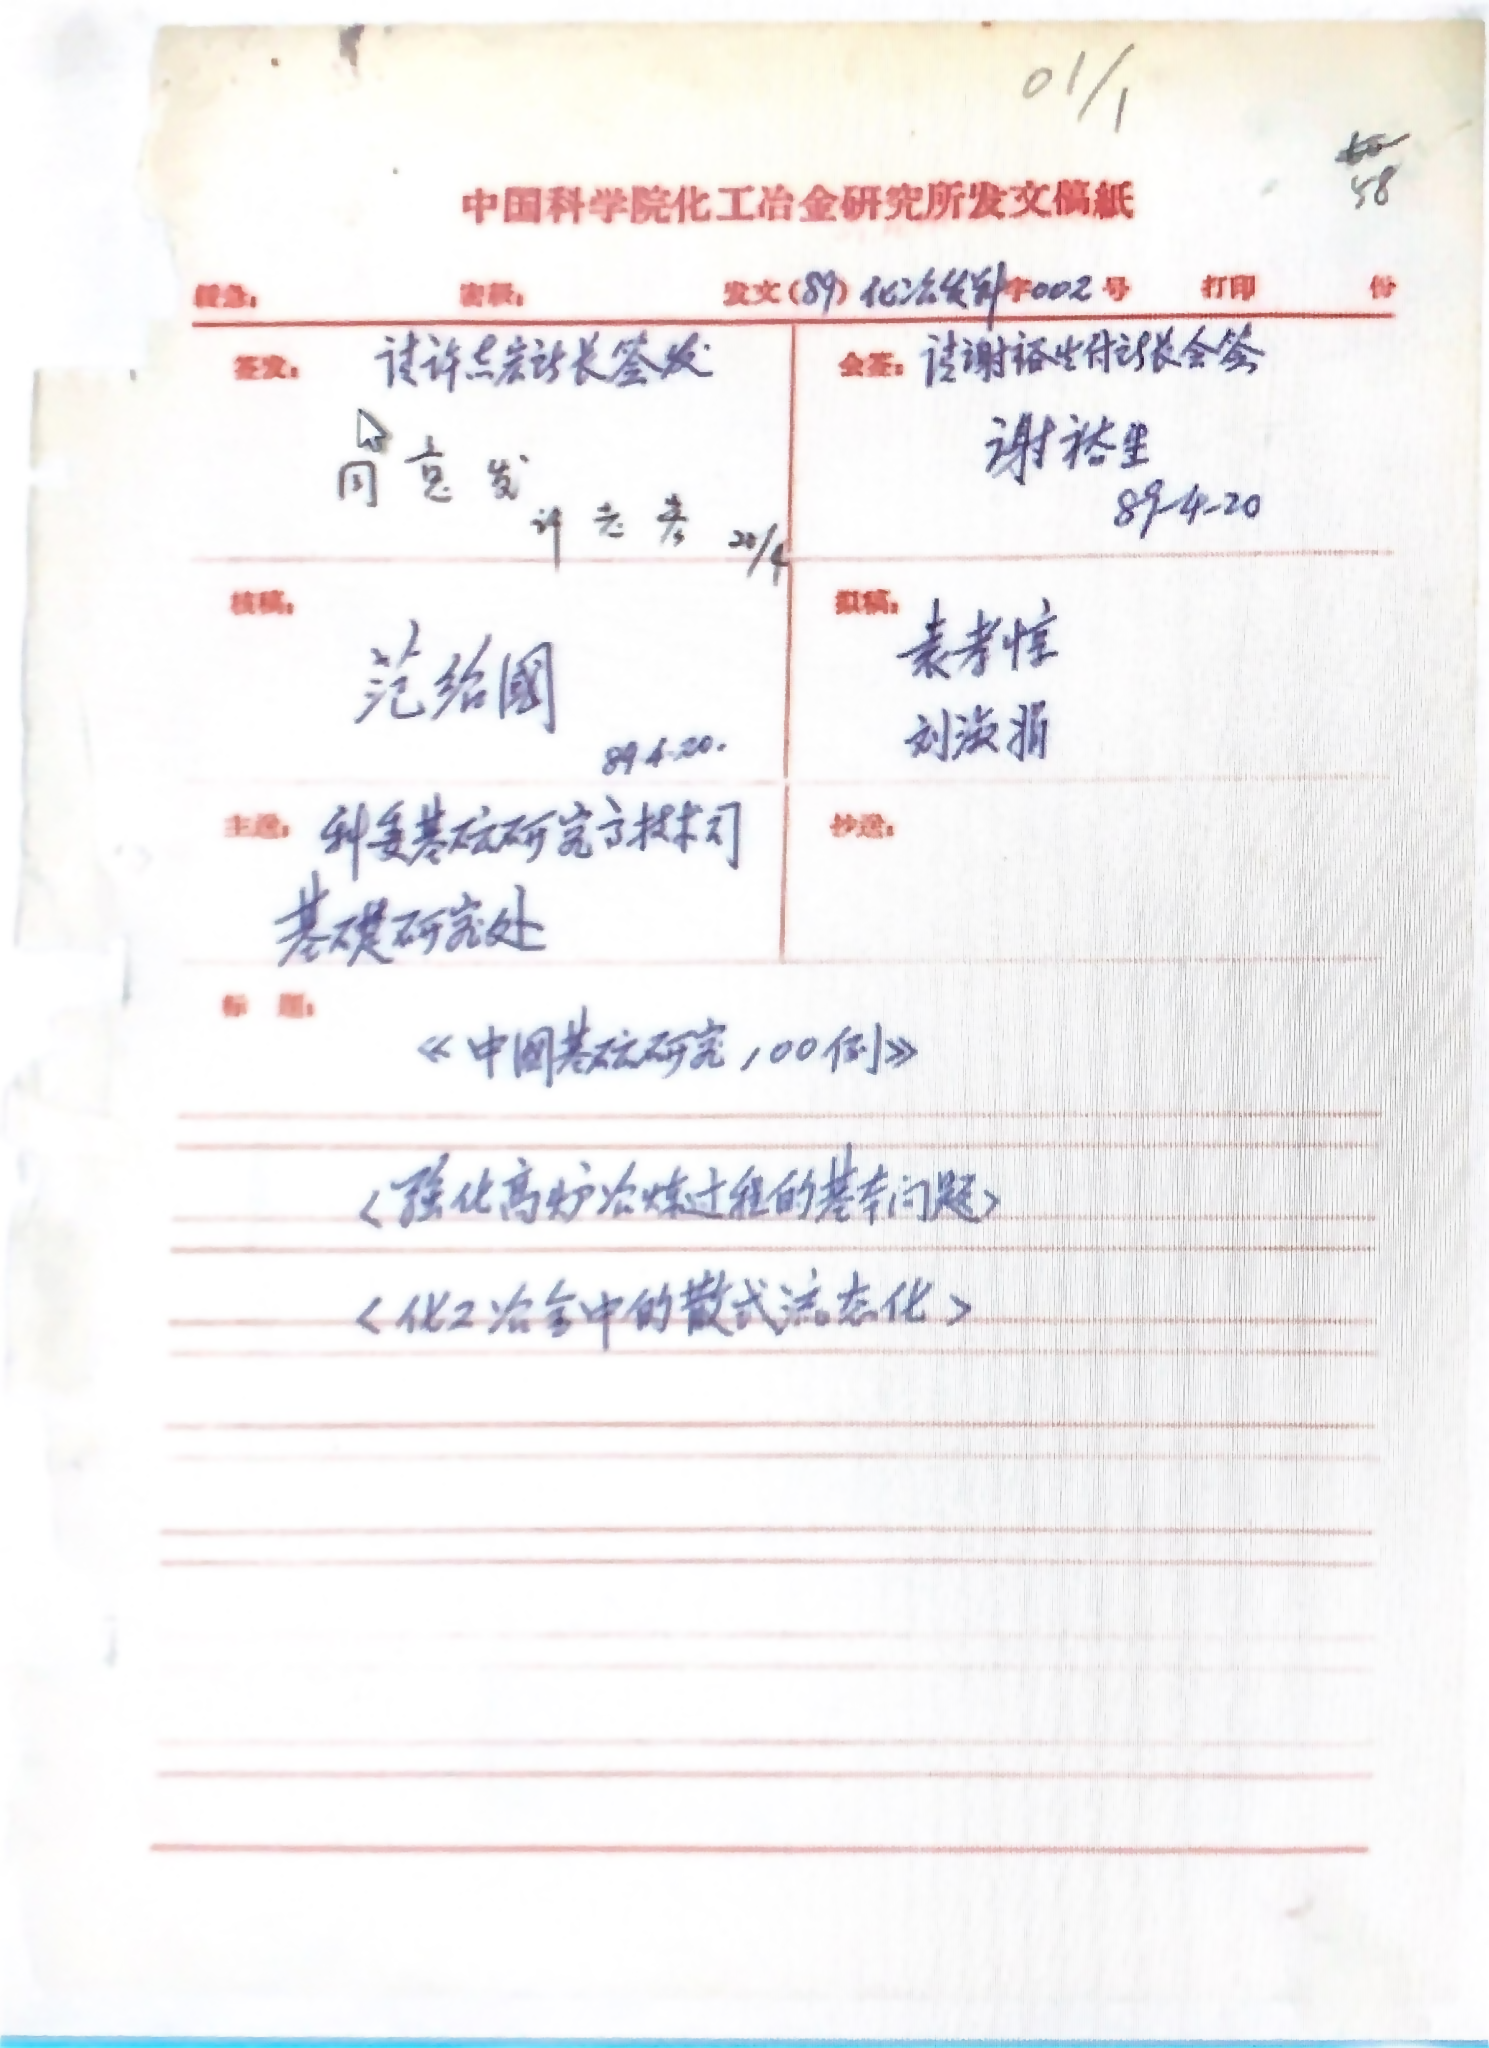 01/1
58
中国科学院化工冶金研究所发文稿紙
缓急： 密级： 发文（89）化冶发科字002号 打印 份
签发： 请许志宏所长签发
同意发
许志宏 20/4
会签： 请谢裕生付所长会签
谢裕生
89-4-20
核稿：
范绍國
89.4.20.
拟稿：
袁孝惇
刘淑娟
主送： 科委基础研究高技术司
基礎研究处
抄送：
标 题：
《中國基础研究100例》
〈强化高炉冶炼过程的基本问题〉
〈化工冶金中的散式流态化〉